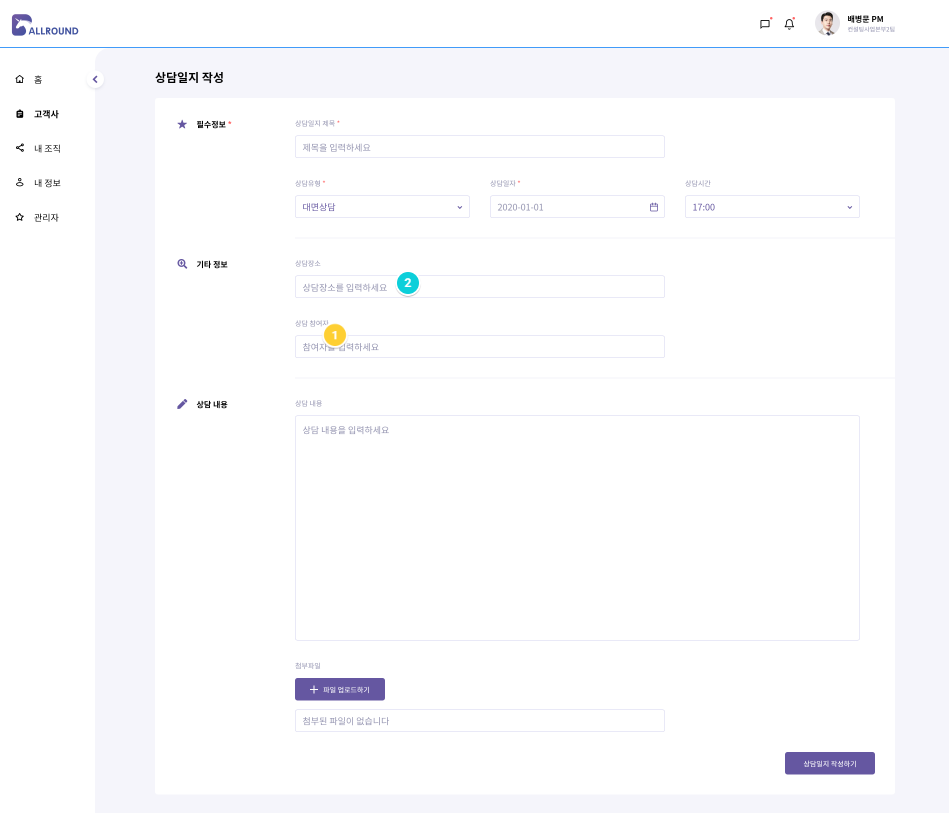 ALLROUND
배병문 PM
컨설팅사업본부2팀
홈
고객사
내 조직
내 정보
관리자
상담일지 작성
필수정보 *
상담일지 제목 *
제목을 입력하세요
상담유형 *
상담일자 *
상담시간
대면상담
2020-01-01
17:00
기타 정보
상담장소
상담장소를 입력하세요
2
상담 참여자
1
참여자를 입력하세요
상담 내용
상담 내용
상담 내용을 입력하세요
첨부파일
파일 업로드하기
첨부된 파일이 없습니다
상담일지 작성하기